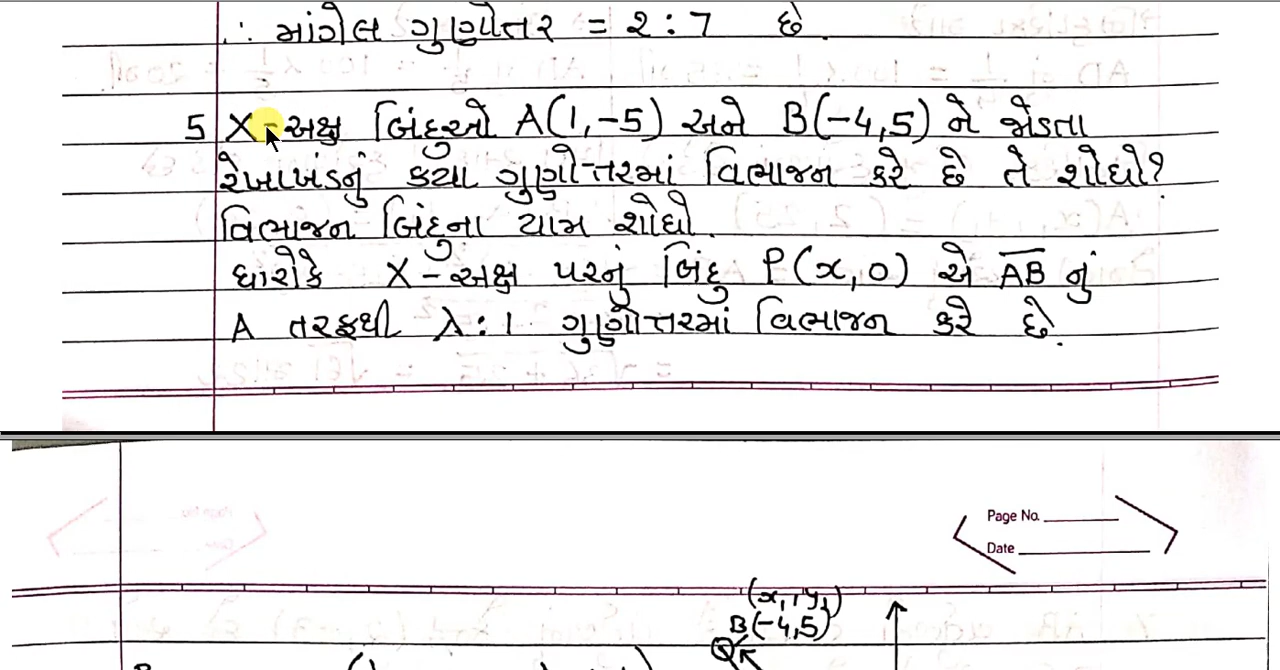 ∴ માંગેલ ગુણોતર = ૨ : 7 છે.
5 X-અક્ષ બિંદુઓ A(1,-5) અને B(-4,5) ને જોડતા
રેખાખંડનું કયા ગુણોત્તરમાં વિભાજન કરે છે તે શોધો?
વિભાજન બિંદુના યામ શોધો.
ધારોકે X-અક્ષ પરનું બિંદુ P(x,0) એ AB નું
A તરફથી λ:1 ગુણોત્તરમાં વિભાજન કરે છે.
Page No.
Date
(x₁, y₁)
B(-4,5)